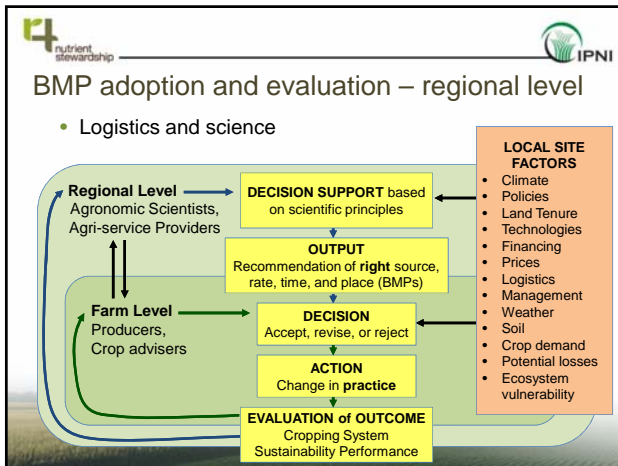 nutrient
stewardship
IPNI
BMP adoption and evaluation – regional level
• Logistics and science
Regional Level
Agronomic Scientists,
Agri-service Providers
Farm Level
Producers,
Crop advisers
DECISION SUPPORT based
on scientific principles
OUTPUT
Recommendation of right source,
rate, time, and place (BMPs)
DECISION
Accept, revise, or reject
ACTION
Change in practice
EVALUATION of OUTCOME
Cropping System
Sustainability Performance
LOCAL SITE
FACTORS
• Climate
• Policies
• Land Tenure
• Technologies
• Financing
• Prices
• Logistics
• Management
• Weather
• Soil
• Crop demand
• Potential losses
• Ecosystem
vulnerability